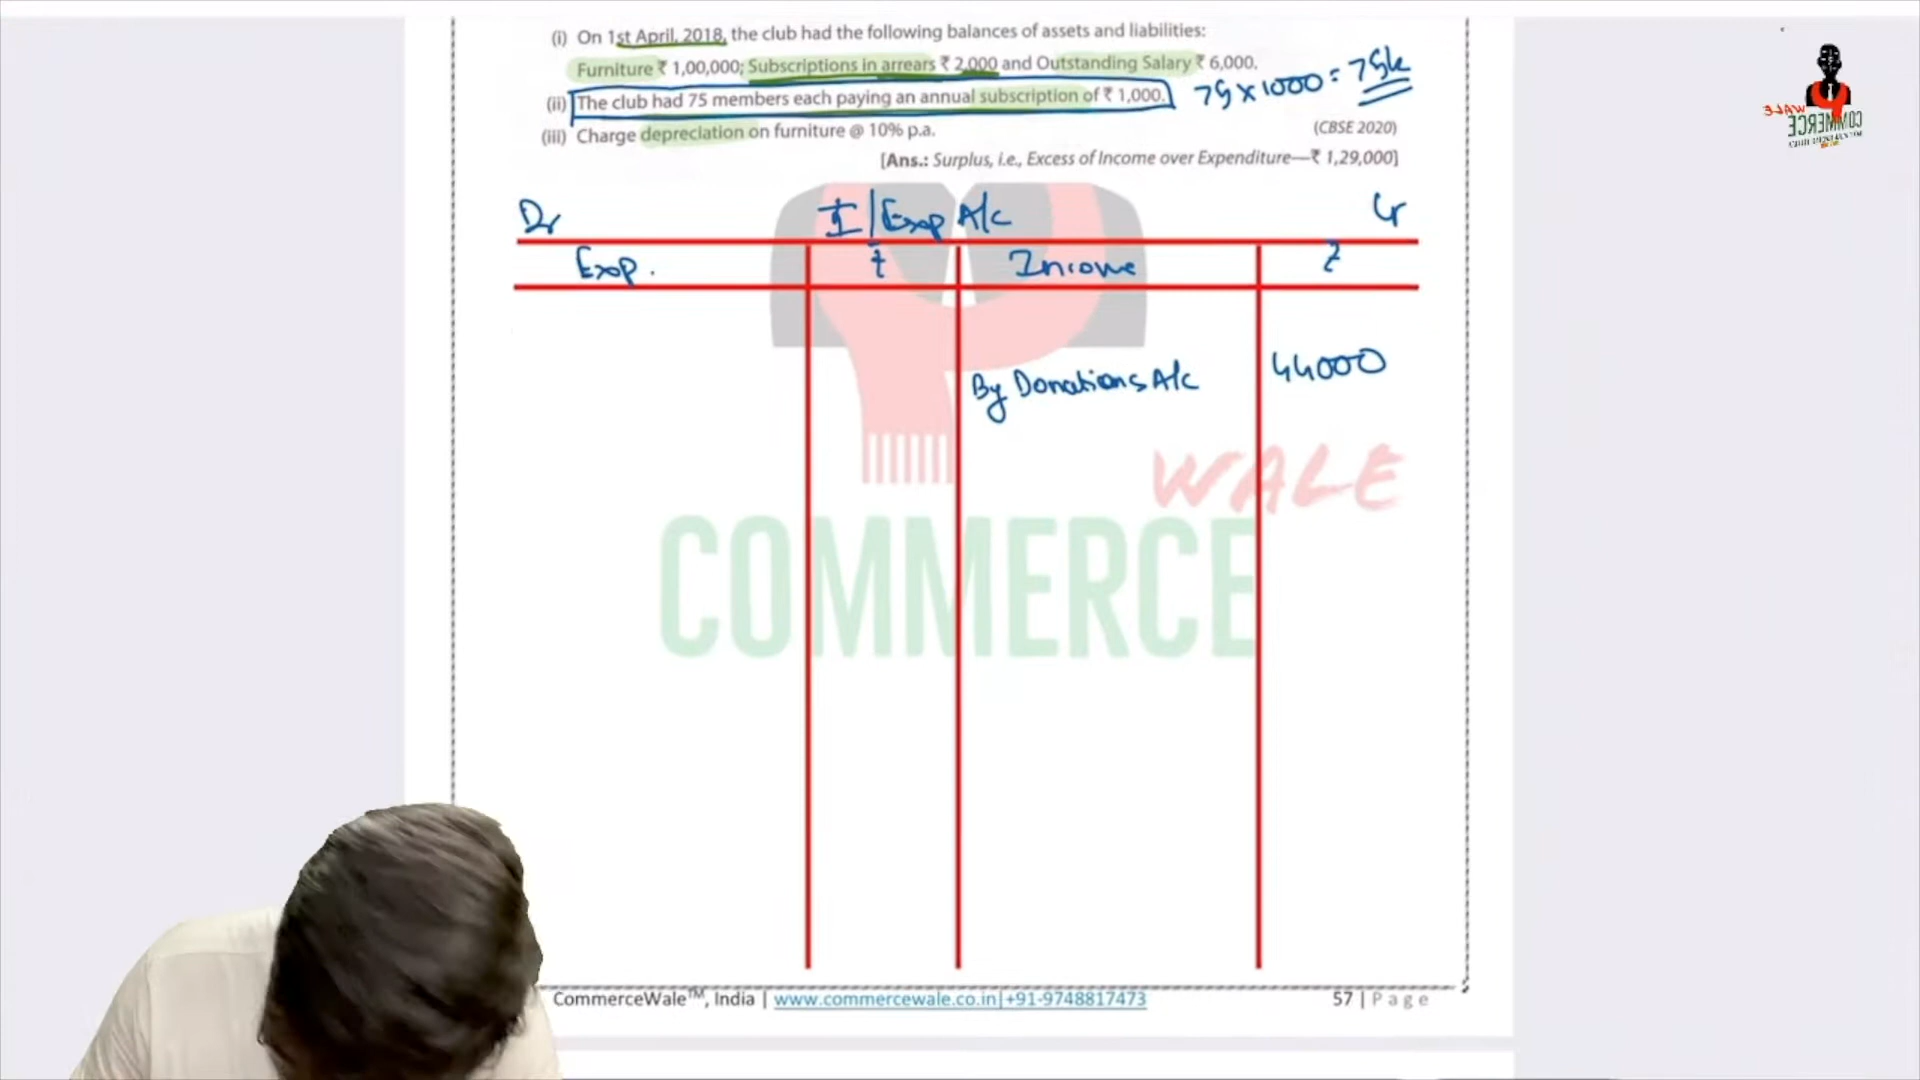 (i) On 1st April, 2018, the club had the following balances of assets and liabilities:
Furniture ₹ 1,00,000; Subscriptions in arrears ₹ 2,000 and Outstanding Salary ₹ 6,000.
(ii) The club had 75 members each paying an annual subscription of ₹ 1,000.
75 x 1000 = 75k
(iii) Charge depreciation on furniture @ 10% p.a.
(CBSE 2020)
[Ans.: Surplus, i.e., Excess of Income over Expenditure—₹ 1,29,000]
Dr I/Exp A/c Cr
Exp. ₹ Income ₹
By Donations A/c 44000
WALE
COMMERCE
CommerceWale™, India | www.commercewale.co.in|+91-9748817473
57 | Page